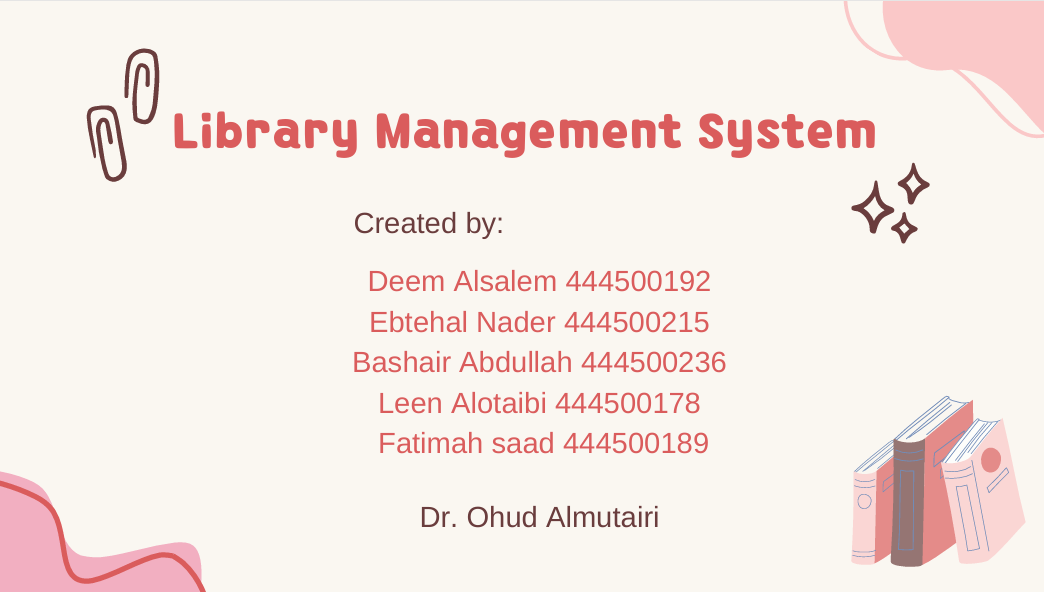 Library Management System
Created by:
Deem Alsalem 444500192
Ebtehal Nader 444500215
Bashair Abdullah 444500236
Leen Alotaibi 444500178
Fatimah saad 444500189
Dr. Ohud Almutairi